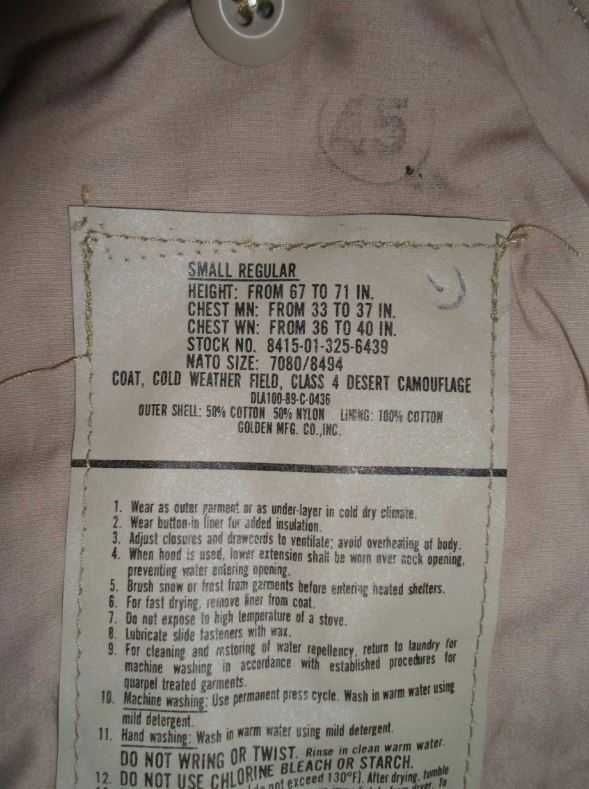 45
SMALL REGULAR
HEIGHT: FROM 67 TO 71 IN.
CHEST MN: FROM 33 TO 37 IN.
CHEST WN: FROM 36 TO 40 IN.
STOCK NO. 8415-01-325-6439
NATO SIZE: 7080/8494
COAT, COLD WEATHER FIELD, CLASS 4 DESERT CAMOUFLAGE
DLA100-89-C-0436
OUTER SHELL: 50% COTTON 50% NYLON LINING: 100% COTTON
GOLDEN MFG. CO.,INC.
1. Wear as outer garment or as under-layer in cold dry climate.
2. Wear button-in liner for added insulation.
3. Adjust closures and drawcords to ventilate; avoid overheating of body.
4. When hood is used, lower extension shall be worn over neck opening,
preventing water entering opening.
5. Brush snow or frost from garments before entering heated shelters.
6. For fast drying, remove liner from coat.
7. Do not expose to high temperature of a stove.
8. Lubricate slide fasteners with wax.
9. For cleaning and restoring of water repellency, return to laundry for
machine washing in accordance with established procedures for
quarpel treated garments.
10. Machine washing: Use permanent press cycle. Wash in warm water using
mild detergent.
11. Hand washing: Wash in warm water using mild detergent.
DO NOT WRING OR TWIST. Rinse in clean warm water.
12. DO NOT USE CHLORINE BLEACH OR STARCH.
not exceed 130°F). After drying, tumble